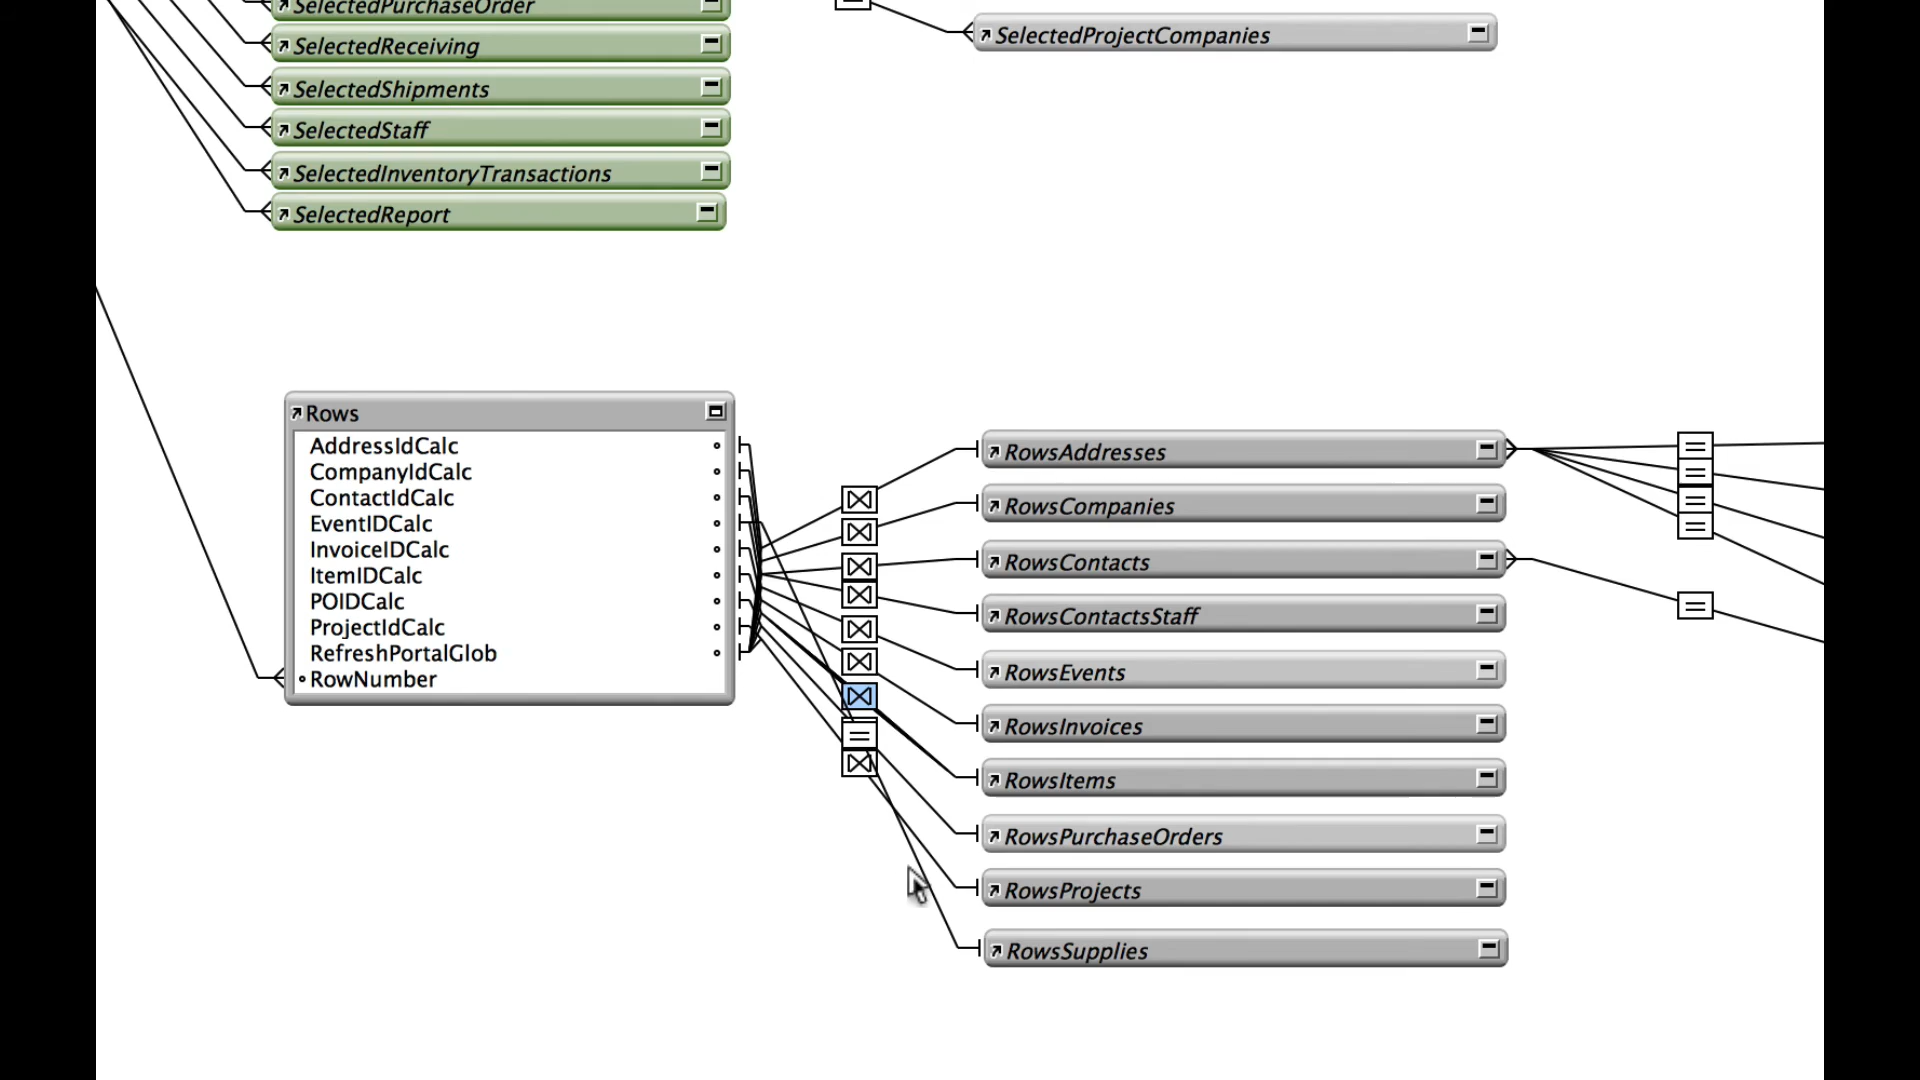 SelectedPurchaseOrder
SelectedReceiving
SelectedShipments
SelectedStaff
SelectedInventoryTransactions
SelectedReport
SelectedProjectCompanies
Rows
AddressIdCalc
CompanyIdCalc
ContactIdCalc
EventIDCalc
InvoiceIDCalc
ItemIDCalc
POIDCalc
ProjectIdCalc
RefreshPortalGlob
RowNumber
RowsAddresses
RowsCompanies
RowsContacts
RowsContactsStaff
RowsEvents
RowsInvoices
RowsItems
RowsPurchaseOrders
RowsProjects
RowsSupplies